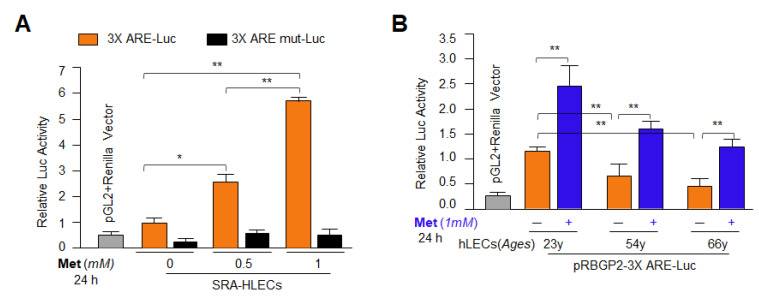 A
3X ARE-Luc
3X ARE mut-Luc
Relative Luc Activity
7
6
5
4
3
2
1
0
pGL2+Renilla Vector
**
**
*
Met (mM)
0
0.5
1
24 h
SRA-HLECs
B
Relative Luc Activity
3.5
3.0
2.5
2.0
1.5
1.0
0.5
0.0
pGL2+Renilla Vector
**
**
**
**
**
Met (1mM)
– + – + – +
24 h
hLECs(Ages)
23y
54y
66y
pRBGP2-3X ARE-Luc